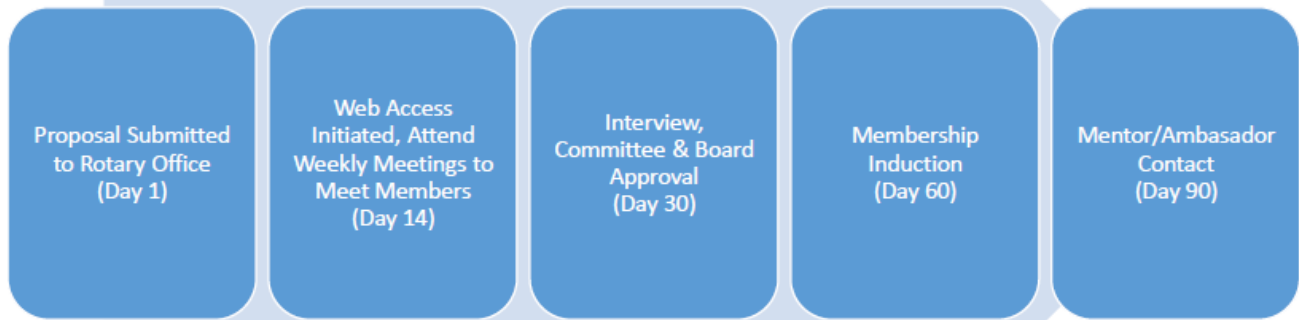 Proposal Submitted
to Rotary Office
(Day 1)
Web Access
Initiated, Attend
Weekly Meetings to
Meet Members
(Day 14)
Interview,
Committee & Board
Approval
(Day 30)
Membership
Induction
(Day 60)
Mentor/Ambasador
Contact
(Day 90)